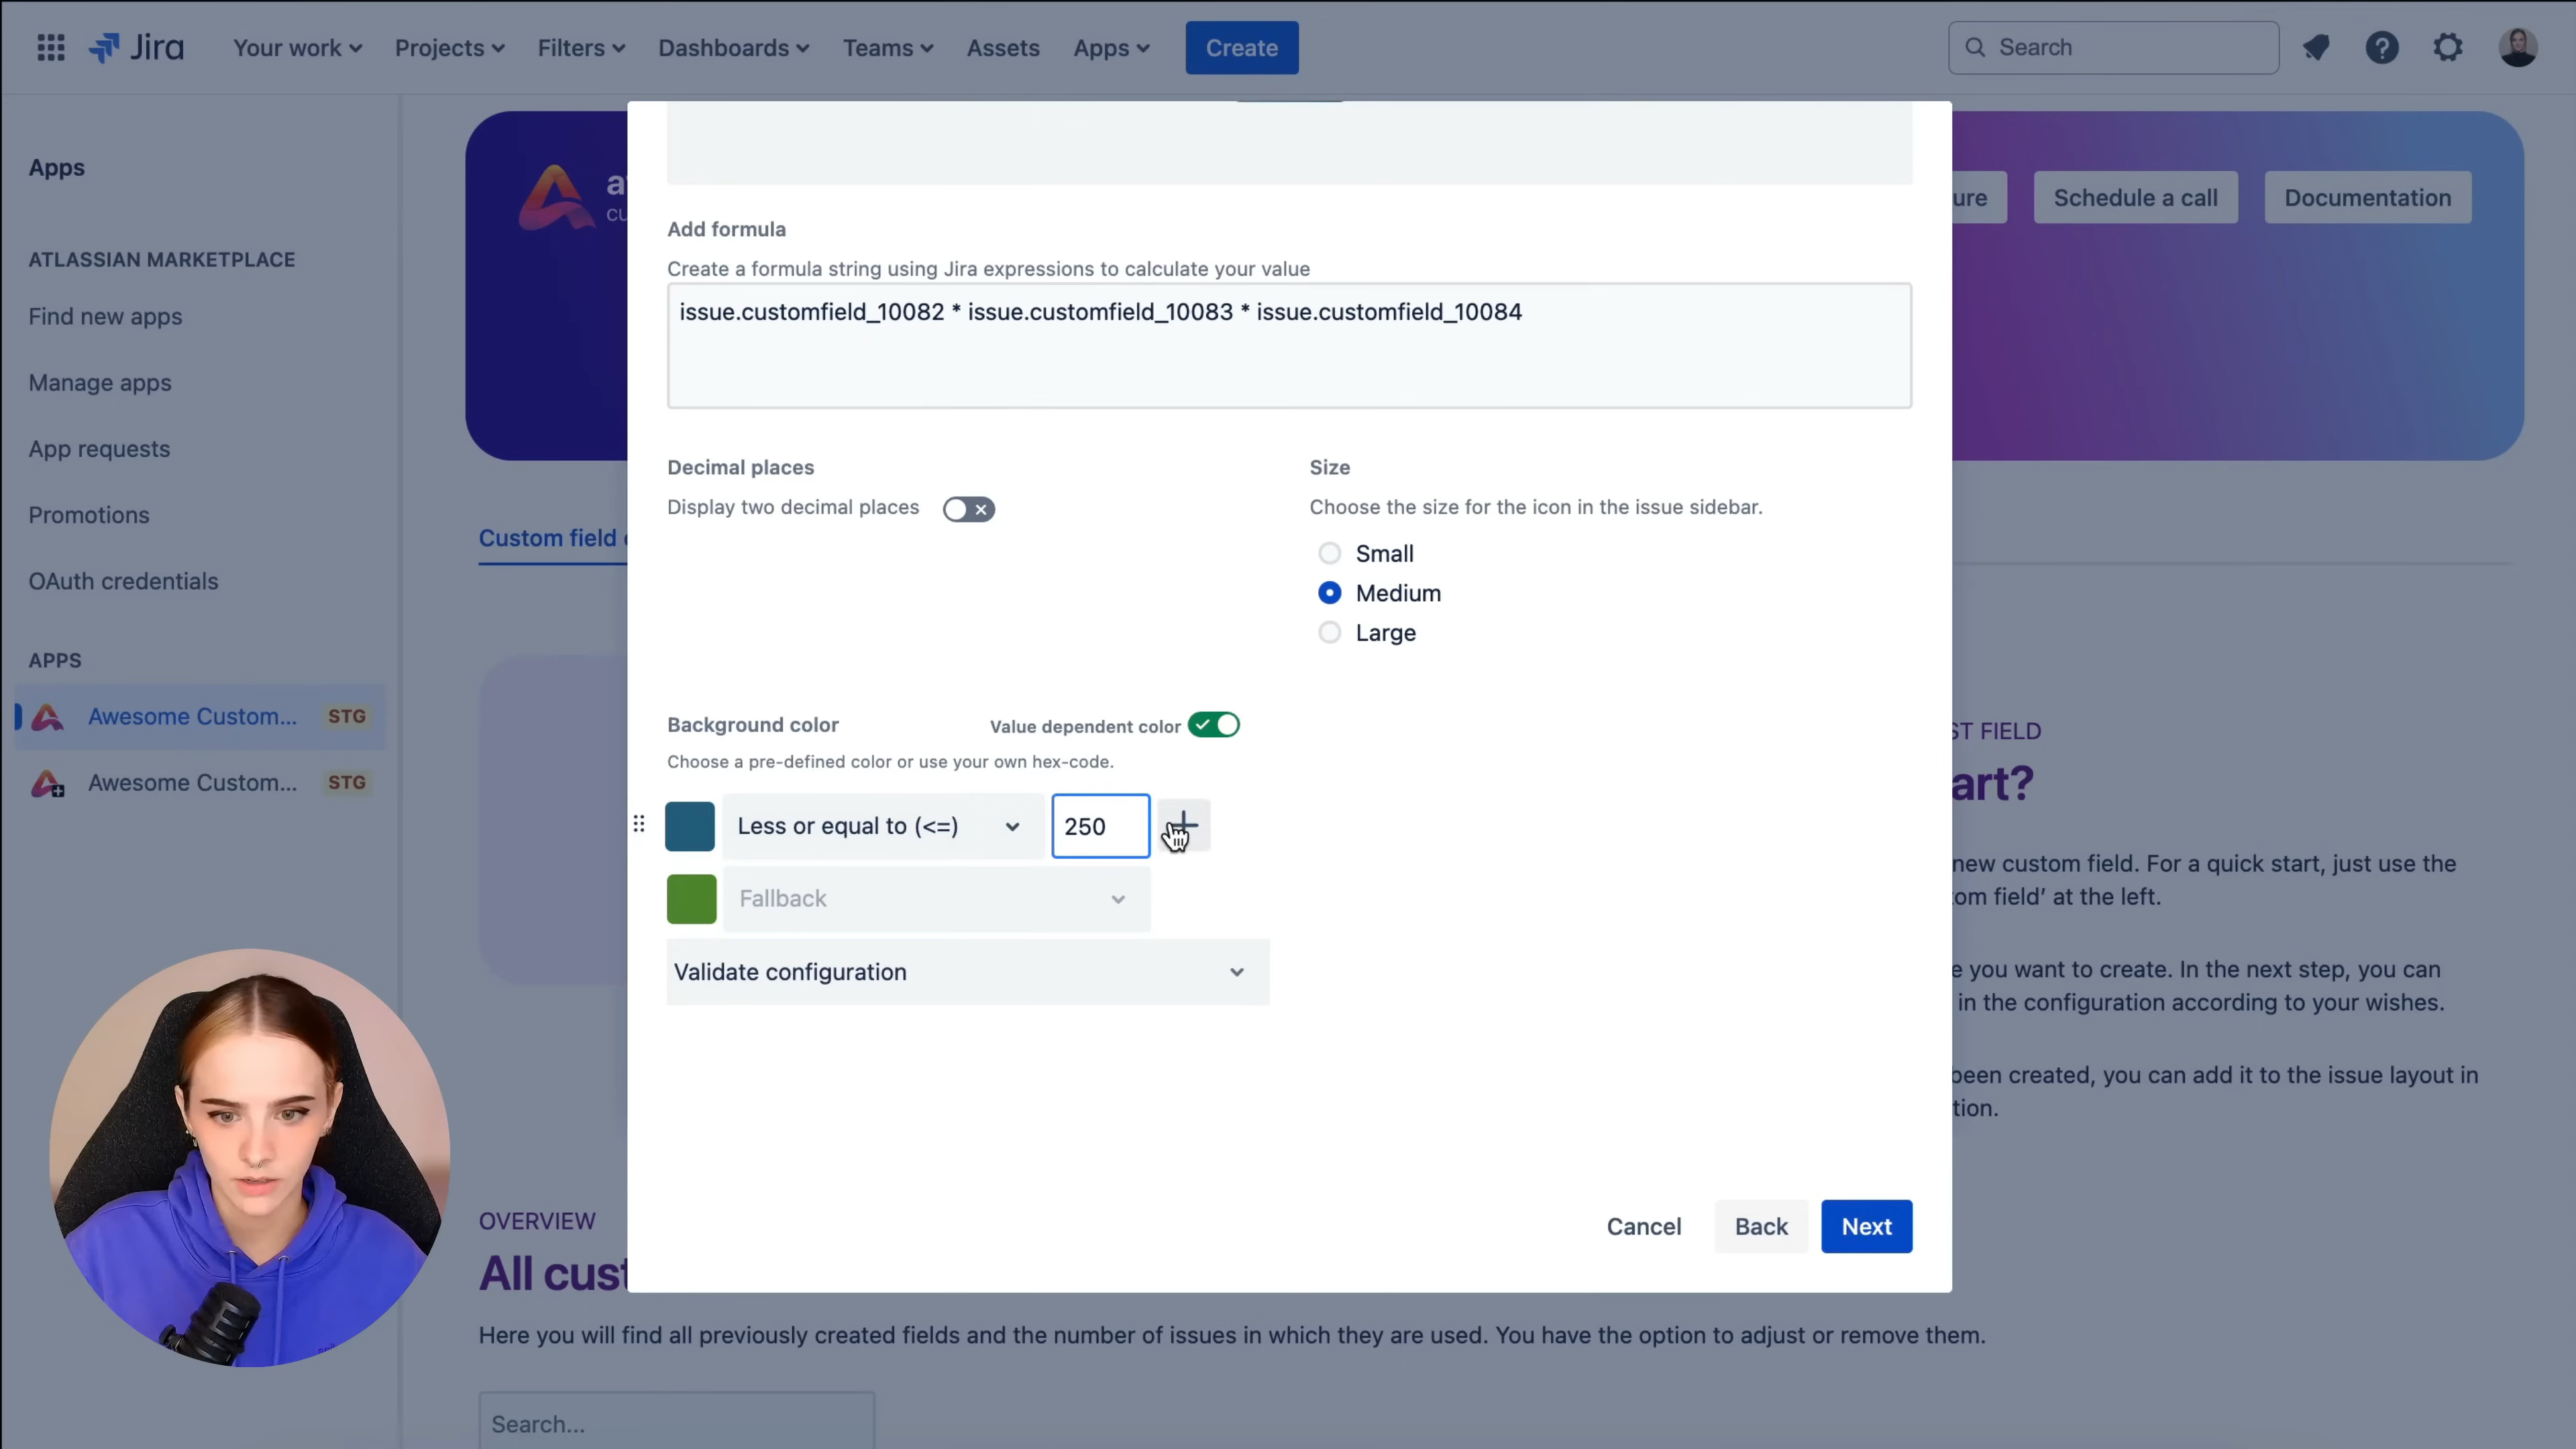 Jira
Your work
Projects
Filters
Dashboards
Teams
Assets
Apps
Create
Search
Apps
ATLASSIAN MARKETPLACE
Find new apps
Manage apps
App requests
Promotions
OAuth credentials
APPS
Awesome Custom... STG
Awesome Custom... STG
a
cu
ure
Schedule a call
Documentation
Custom field
Add formula
Create a formula string using Jira expressions to calculate your value
issue.customfield_10082 * issue.customfield_10083 * issue.customfield_10084
Decimal places
Display two decimal places
Size
Choose the size for the icon in the issue sidebar.
Small
Medium
Large
Background color
Value dependent color
Choose a pre-defined color or use your own hex-code.
Less or equal to (<=)
250
Fallback
Validate configuration
Cancel
Back
Next
ST FIELD
art?
new custom field. For a quick start, just use the
om field’ at the left.
e you want to create. In the next step, you can
in the configuration according to your wishes.
been created, you can add it to the issue layout in
tion.
OVERVIEW
All cust
Here you will find all previously created fields and the number of issues in which they are used. You have the option to adjust or remove them.
Search...